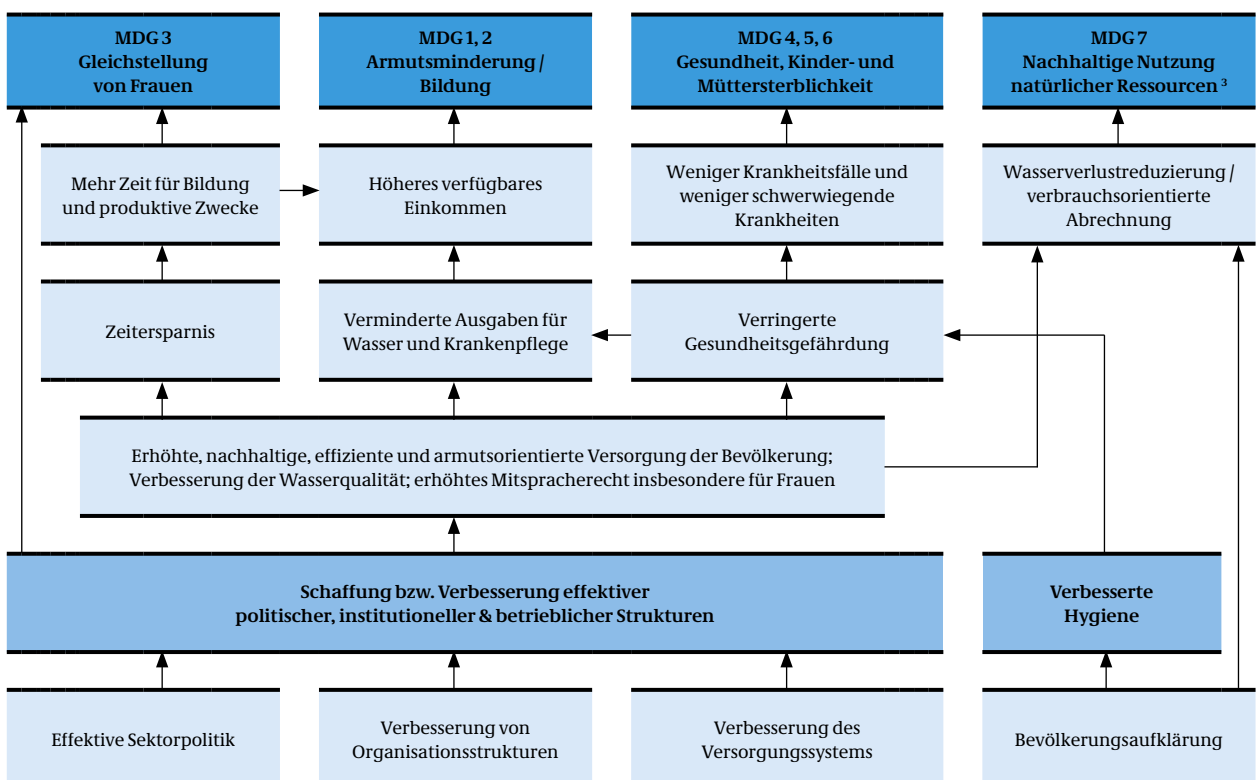 MDG 3
Gleichstellung
von Frauen
MDG 1, 2
Armutsminderung /
Bildung
MDG 4, 5, 6
Gesundheit, Kinder- und
Müttersterblichkeit
MDG 7
Nachhaltige Nutzung
natürlicher Ressourcen ³
Mehr Zeit für Bildung
und produktive Zwecke
Höheres verfügbares
Einkommen
Weniger Krankheitsfälle und
weniger schwerwiegende
Krankheiten
Wasserverlustreduzierung /
verbrauchsorientierte
Abrechnung
Zeitersparnis
Verminderte Ausgaben für
Wasser und Krankenpflege
Verringerte
Gesundheitsgefährdung
Erhöhte, nachhaltige, effiziente und armutsorientierte Versorgung der Bevölkerung;
Verbesserung der Wasserqualität; erhöhtes Mitspracherecht insbesondere für Frauen
Schaffung bzw. Verbesserung effektiver
politischer, institutioneller & betrieblicher Strukturen
Verbesserte
Hygiene
Effektive Sektorpolitik
Verbesserung von
Organisationsstrukturen
Verbesserung des
Versorgungssystems
Bevölkerungsaufklärung